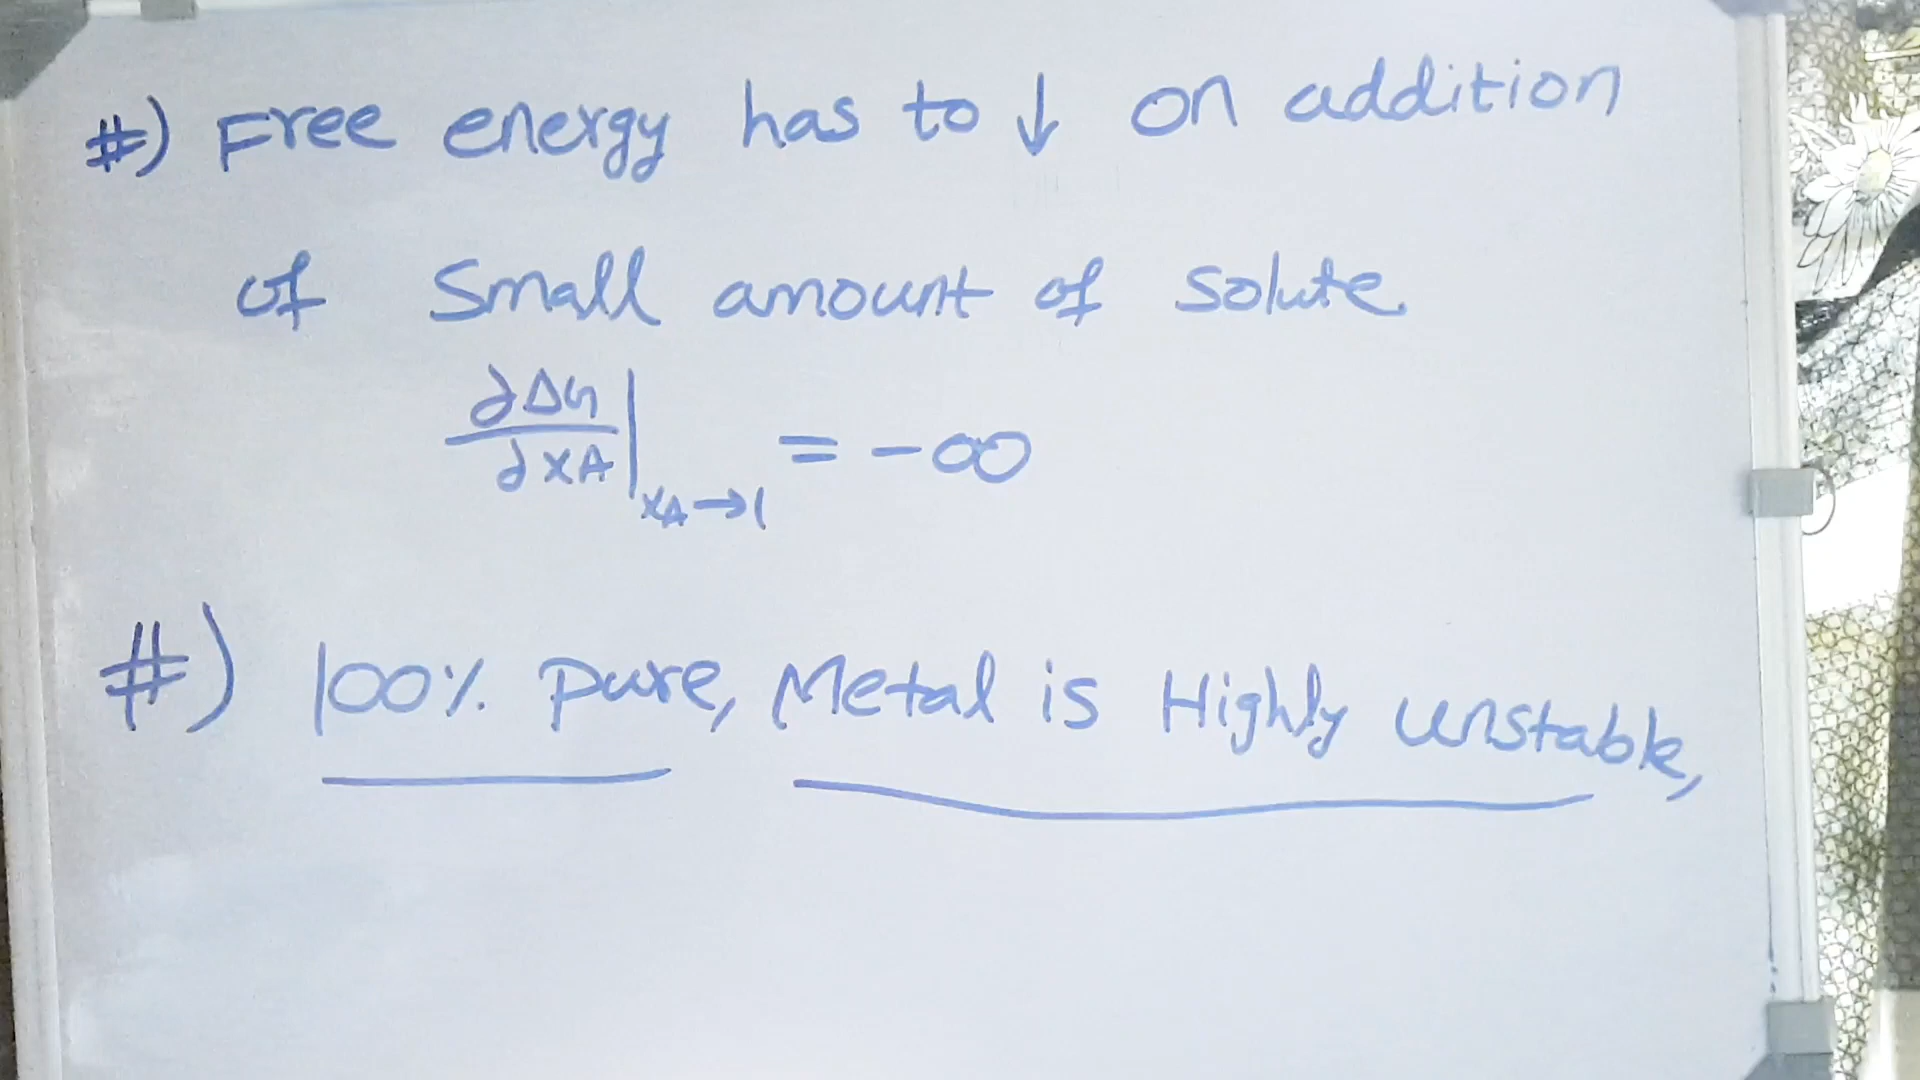 #) Free energy has to ↓ on addition
of small amount of solute.
∂ΔG/∂XA|XA→1 = -∞
#) 100% Pure, Metal is Highly unstable,